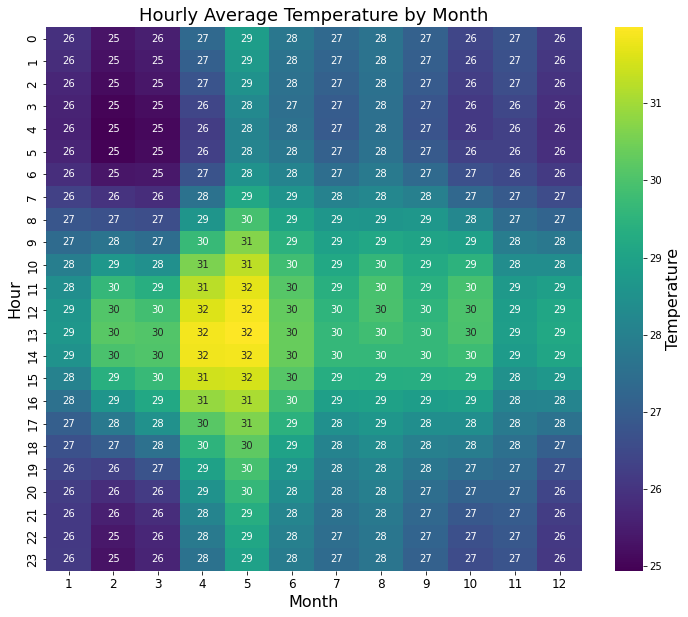 Hourly Average Temperature by Month
0 26 25 26 27 29 28 27 28 27 26 27 26
1 26 25 25 27 29 28 27 28 27 26 27 26
2 26 25 25 27 29 28 27 28 27 26 27 26
3 26 25 25 26 28 27 27 28 27 26 26 26
4 26 25 25 26 28 28 27 28 27 26 26 26
5 26 25 25 26 28 28 27 28 27 26 26 26
6 26 25 25 27 28 28 27 28 27 27 26 26
7 26 26 26 28 29 29 28 28 28 27 27 27
8 27 27 27 29 30 29 29 29 29 28 27 27
9 27 28 27 30 31 29 29 29 29 29 28 28
10 28 29 28 31 31 30 29 30 29 29 28 28
11 28 30 29 31 32 30 29 30 29 30 29 29
12 29 30 30 32 32 30 30 30 30 30 29 29
13 29 30 30 32 32 30 30 30 30 30 29 29
14 29 30 30 32 32 30 30 30 30 30 29 29
15 28 29 30 31 32 30 29 29 29 29 28 29
16 28 29 29 31 31 30 29 29 29 29 28 28
17 27 28 28 30 31 29 28 29 28 28 28 28
18 27 27 28 30 30 29 28 28 28 28 28 27
19 26 26 27 29 30 29 28 28 28 27 27 27
20 26 26 26 29 30 28 28 28 27 27 27 26
21 26 26 26 28 29 28 28 28 27 27 27 26
22 26 25 26 28 29 28 27 28 27 27 27 26
23 26 25 26 28 29 28 27 28 27 27 27 26
1 2 3 4 5 6 7 8 9 10 11 12
Month
Hour
31
30
29
28
27
26
25
Temperature